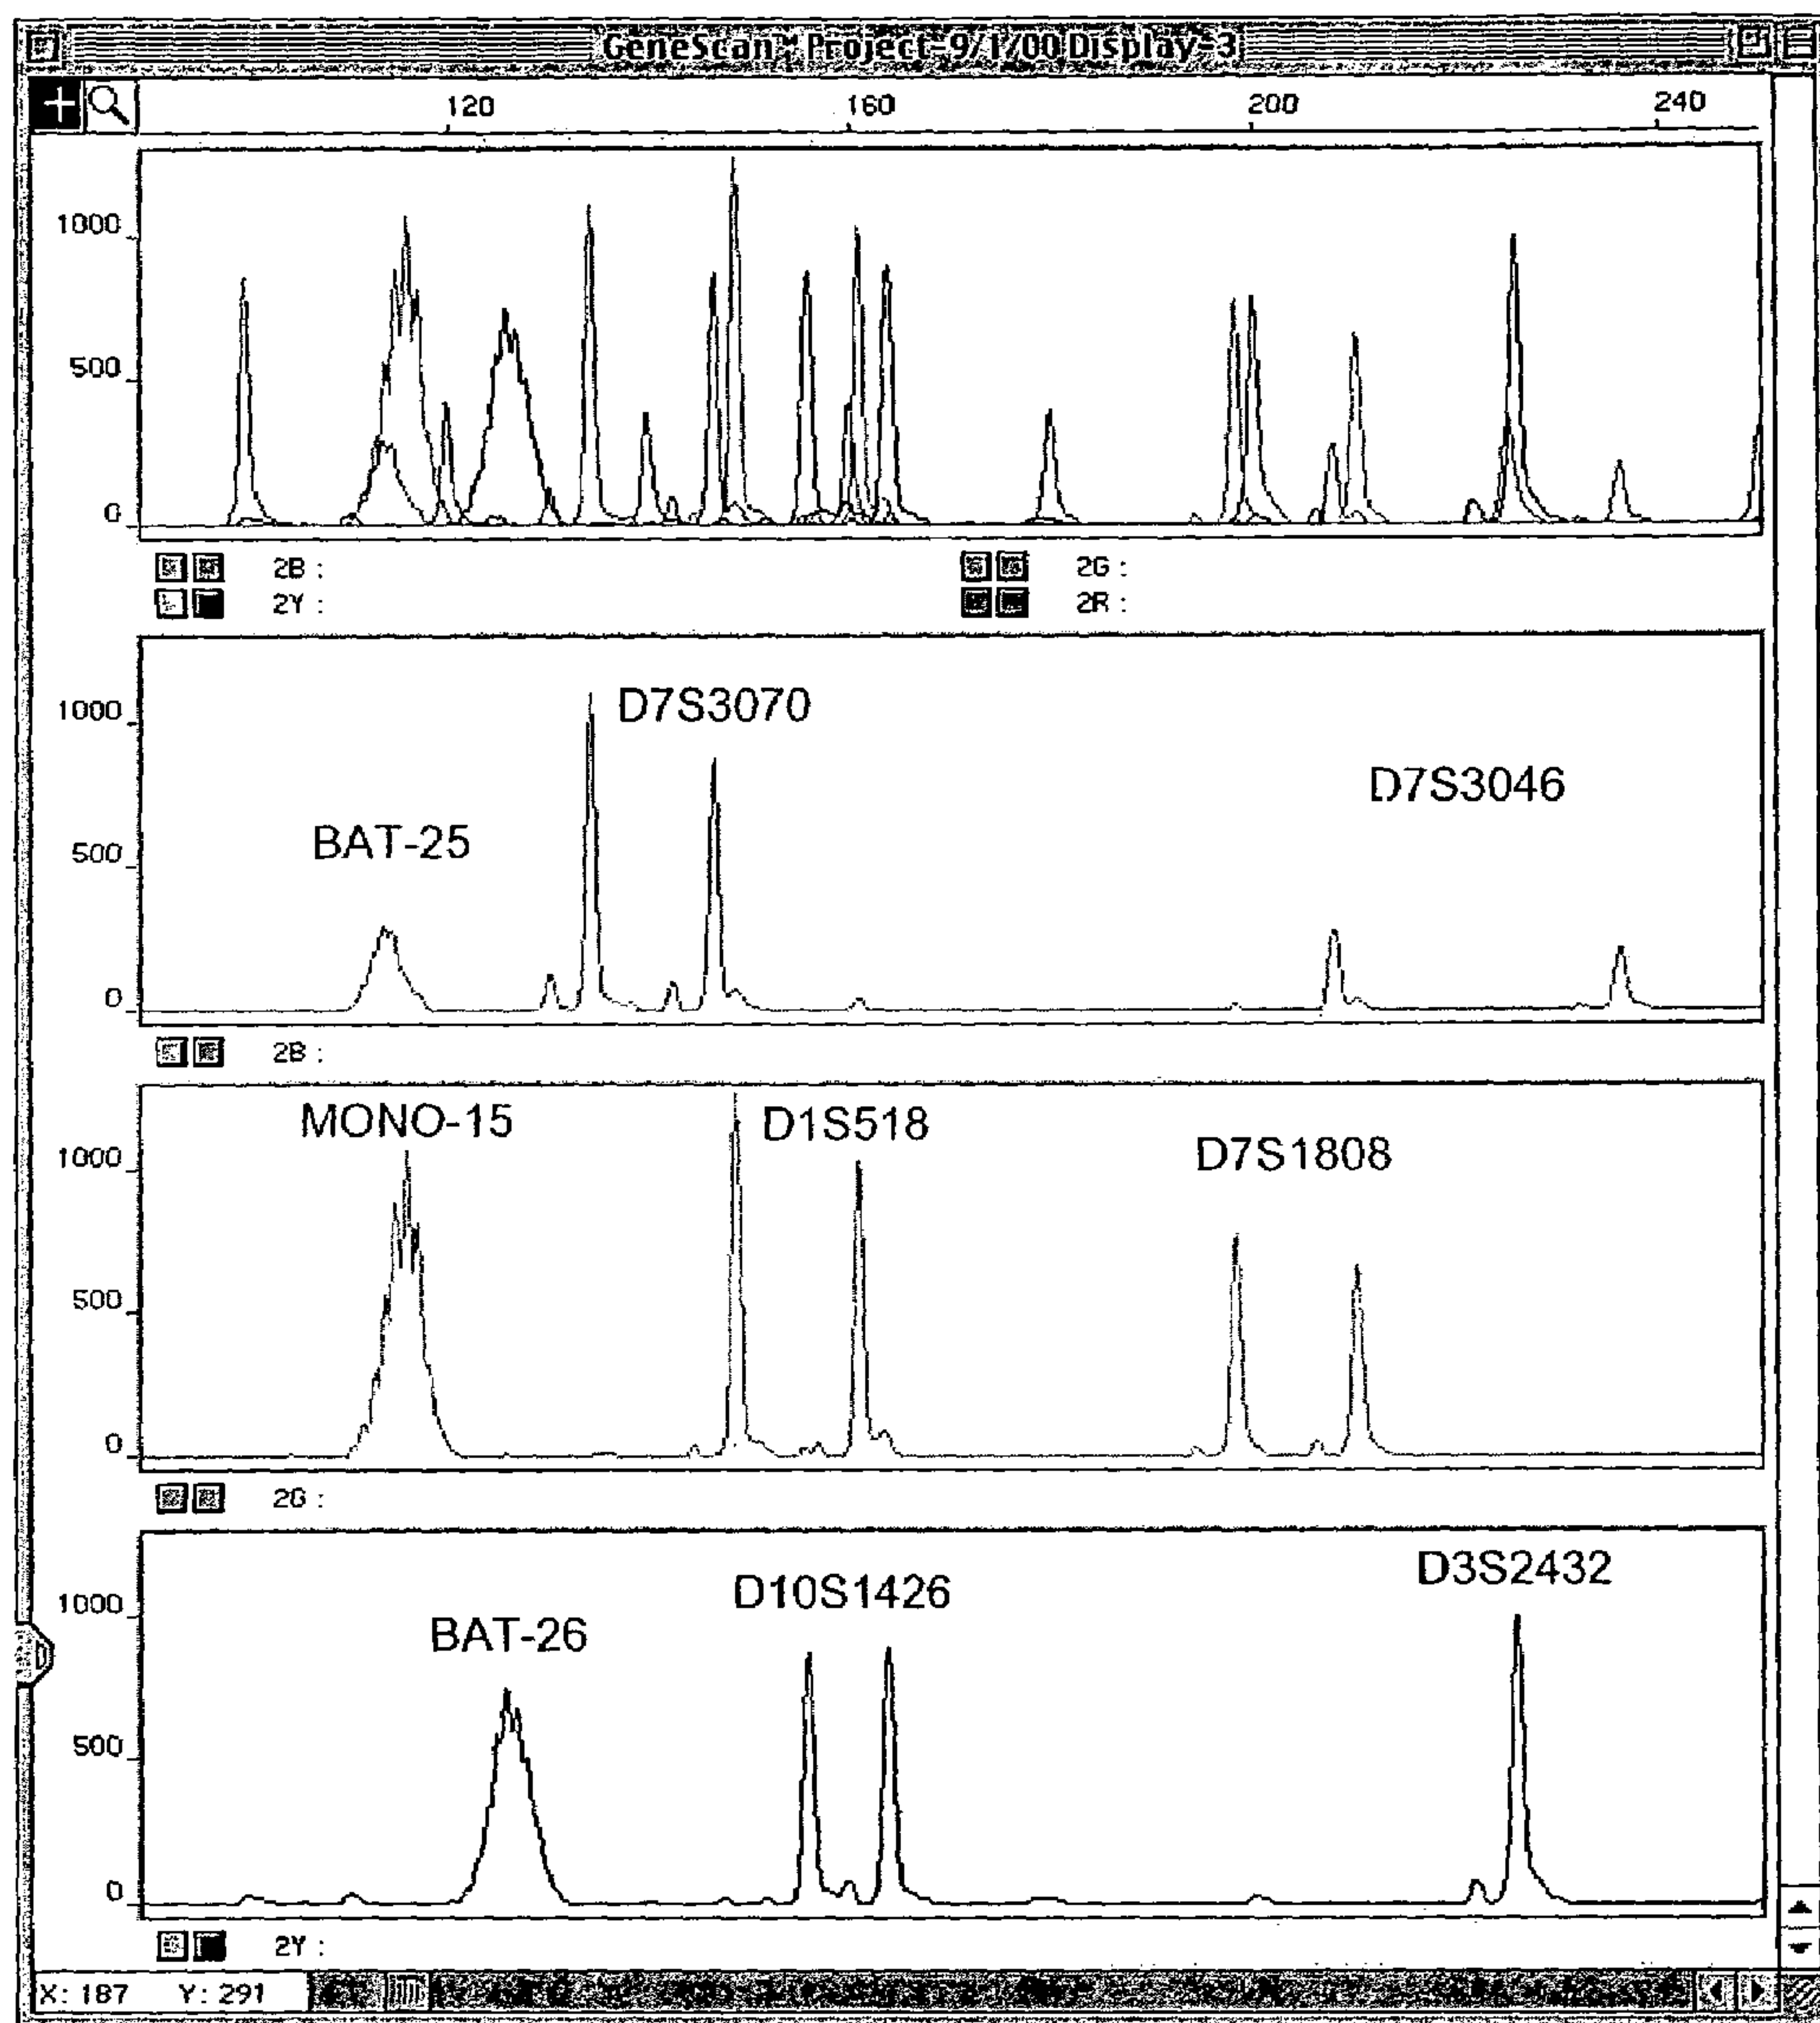 GeneScan™ Project-9/1/00 Display-3
120 160 200 240
1000
500
0
2B : 2G :
2Y : 2R :
D7S3070
D7S3046
BAT-25
1000
500
0
2B :
MONO-15 D1S518 D7S1808
1000
500
0
2G :
D3S2432
D10S1426
BAT-26
1000
500
0
2Y :
X: 187 Y: 291